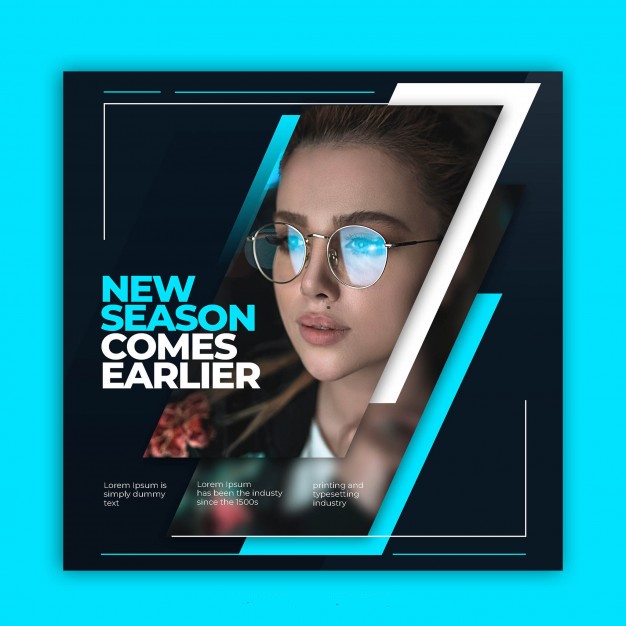 NEW
SEASON
COMES
EARLIER
Lorem Ipsum is
simply dummy
text
Lorem Ipsum
has been the industy
since the 1500s
printing and
typesetting
industry